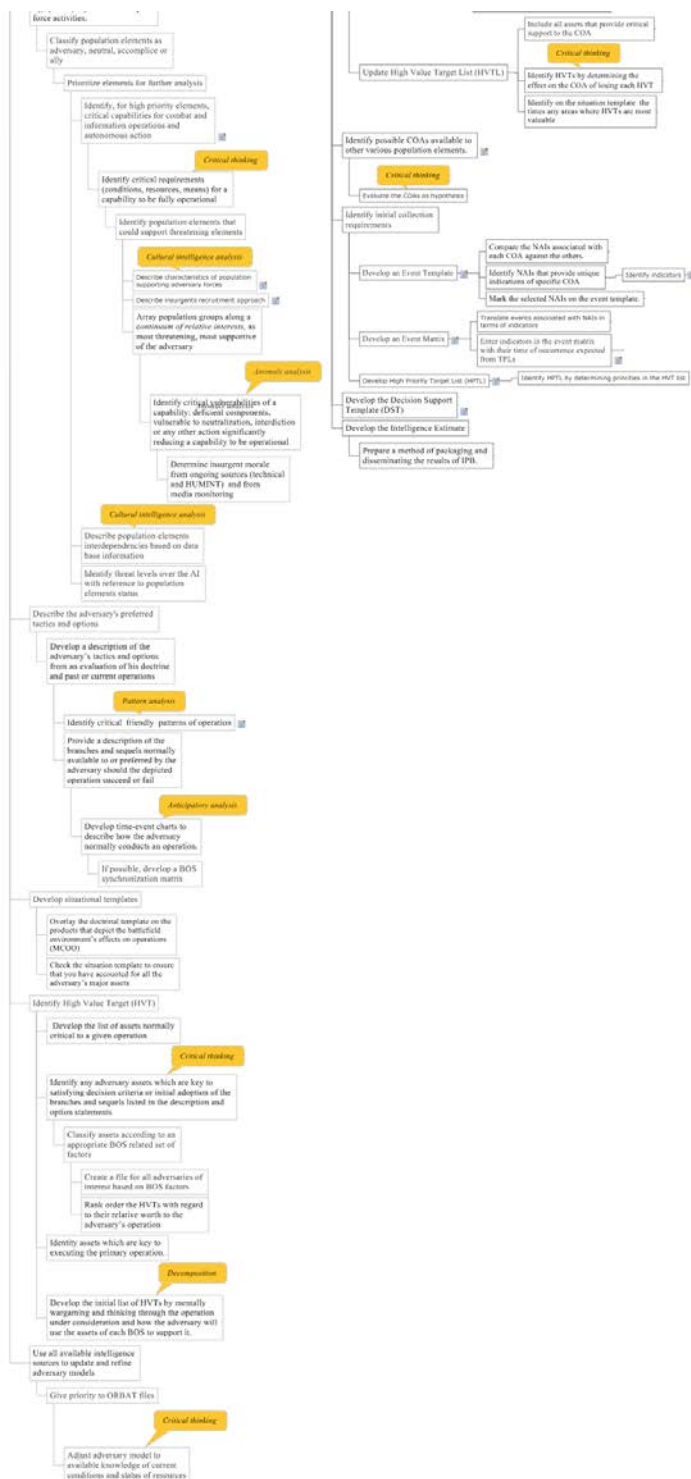 force activities.
Classify population elements as
adversary, neutral, accomplice or
ally
Prioritize elements for further analysis
Identify, for high priority elements,
critical capabilities for combat and
information operations and
autonomous action
Critical thinking
Identify critical requirements
(conditions, resources, means) for a
capability to be fully operational
Identify population elements that
could support threatening elements
Cultural intelligence analysis
Describe characteristics of population
supporting adversary forces
Describe insurgents recruitment approach
Array population groups along a
continuum of relative interests, as
most threatening, most supportive
of the adversary
analysis
Identify critical vulnerabilities of a
capability: deficient components,
vulnerable to neutralization, interdiction
or any other action significantly
reducing a capability to be operational
Determine insurgent morale
from ongoing sources (technical
and HUMINT) and from
media monitoring
Cultural intelligence analysis
Describe population elements
interdependencies based on data
base information
Identify threat levels over the AI
with reference to population
elements status
Describe the adversary's preferred
tactics and options
Develop a description of the
adversary's tactics and options
from an evaluation of his doctrine
and past or current operations
Pattern analysis
Identify critical friendly patterns of operation
Provide a description of the
branches and sequels normally
available to or preferred by the
adversary should the depicted
operation succeed or fail
Anticipatory analysis
Develop time-event charts to
describe how the adversary
normally conducts an operation.
If possible, develop a BOS
synchronization matrix
Develop situational templates
Overlay the doctrinal template on the
products that depict the battlefield
environment's effects on operations
(MCOO)
Check the situation template to ensure
that you have accounted for all the
adversary's major assets
Identify High Value Target (HVT)
Develop the list of assets normally
critical to a given operation
Critical thinking
Identify any adversary assets which are key to
satisfying decision criteria or initial adoption of the
branches and sequels listed in the description and
option statements
Classify assets according to an
appropriate BOS related set of
factors
Create a file for all adversaries of
interest based on BOS factors
Rank order the HVTs with regard
to their relative worth to the
adversary's operation
Identity assets which are key to
executing the primary operation.
Decomposition
Develop the initial list of HVTs by mentally
wargaming and thinking through the operation
under consideration and how the adversary will
use the assets of each BOS to support it.
Use all available intelligence
sources to update and refine
adversary models
Give priority to ORBAT files
Critical thinking
Adjust adversary model to
available knowledge of current
conditions and status of resources
Include all assets that provide critical
support to the COA
Critical thinking
Update High Value Target List (HVTL)
Identify HVTs by determining the
effect on the COA of losing each HVT
Identify on the situation template the
times any areas where HVTs are most
valuable
Identify possible COAs available to
other various population elements.
Critical thinking
Evaluate the COAs as hypothesis
Identify initial collection
requirements
Develop an Event Template
Compare the NAIs associated with
each COA against the others.
Identify NAIs that provide unique
indications of specific COA
Identify indicators
Mark the selected NAIs on the event template.
Develop an Event Matrix
Translate events associated with NAIs in
terms of indicators
Enter indicators in the event matrix
with their time of occurrence expected
from TPLs
Develop High Priority Target List (HPTL)
Identify HPTL by determining priorities in the HVT list
Develop the Decision Support
Template (DST)
Develop the Intelligence Estimate
Prepare a method of packaging and
disseminating the results of IPB.